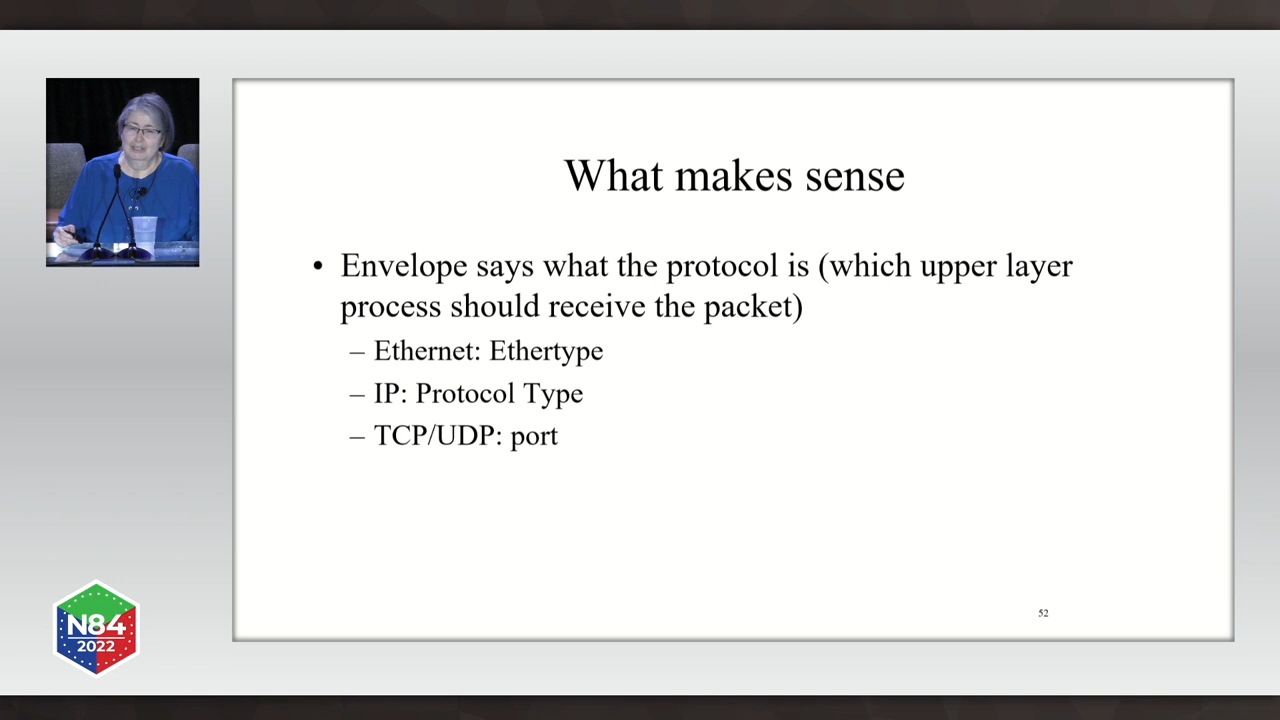 What makes sense
• Envelope says what the protocol is (which upper layer
process should receive the packet)
– Ethernet: Ethertype
– IP: Protocol Type
– TCP/UDP: port
52
N84
2022